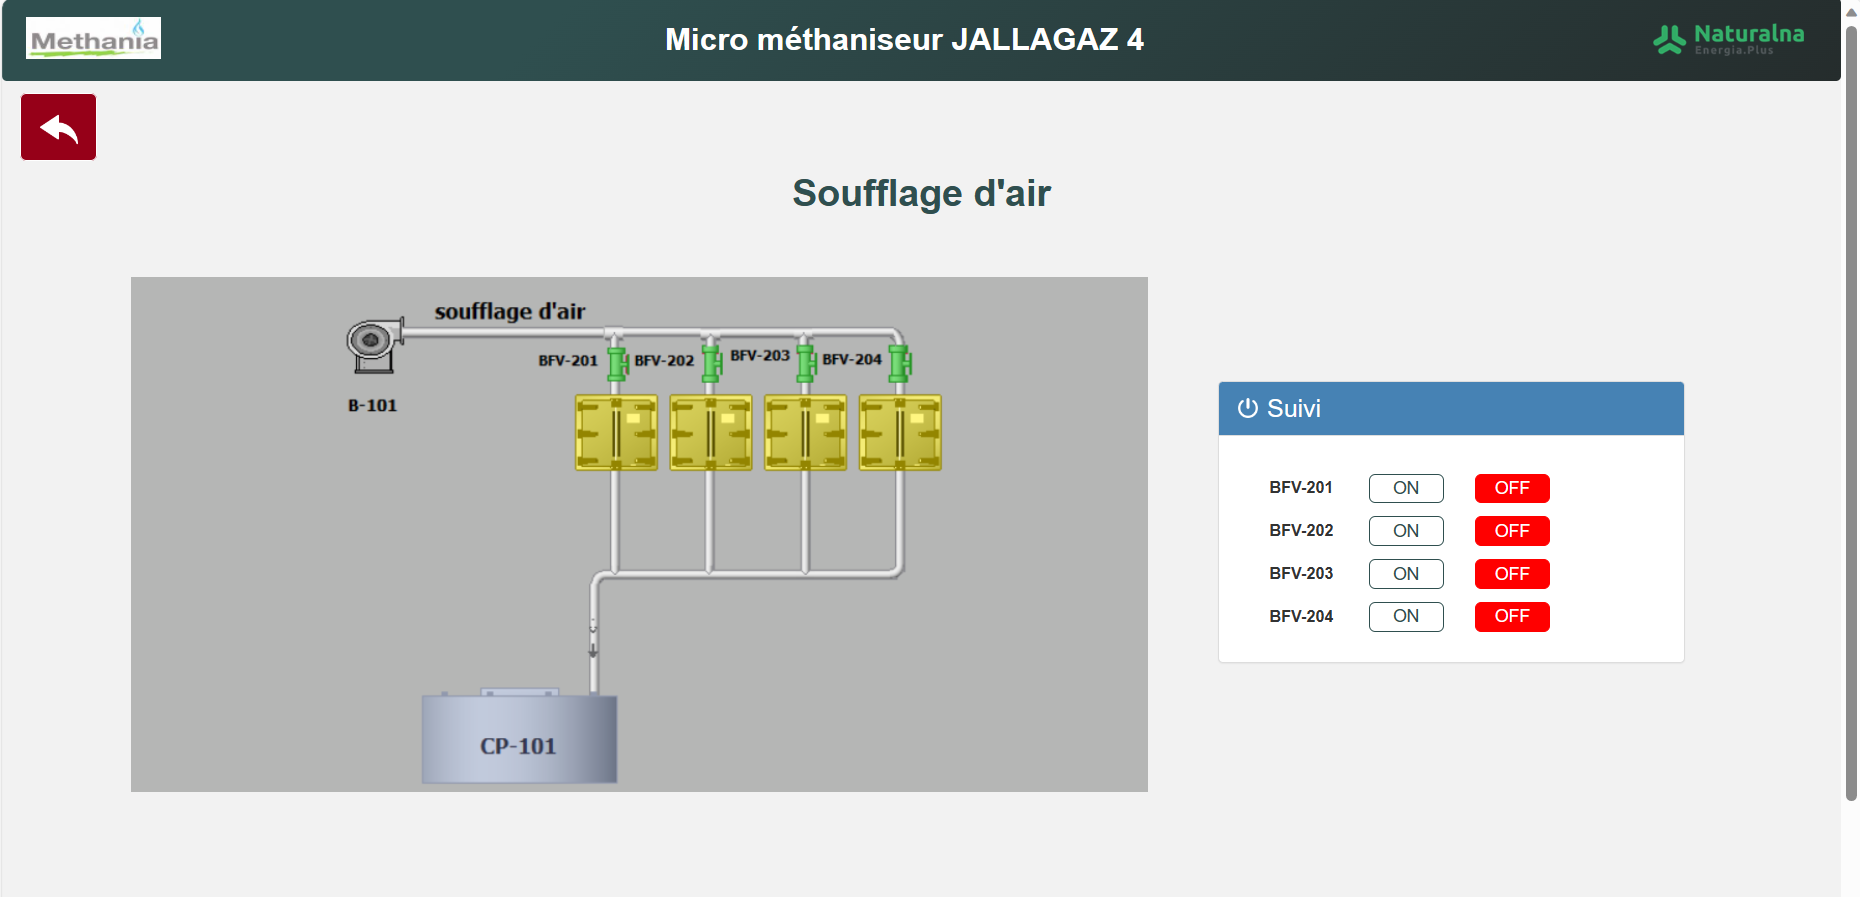 Methania
Micro méthaniseur JALLAGAZ 4
Naturalna
Energia.Plus
Soufflage d'air
soufflage d'air
BFV-201
BFV-202
BFV-203
BFV-204
B-101
CP-101
Suivi
BFV-201 ON OFF
BFV-202 ON OFF
BFV-203 ON OFF
BFV-204 ON OFF